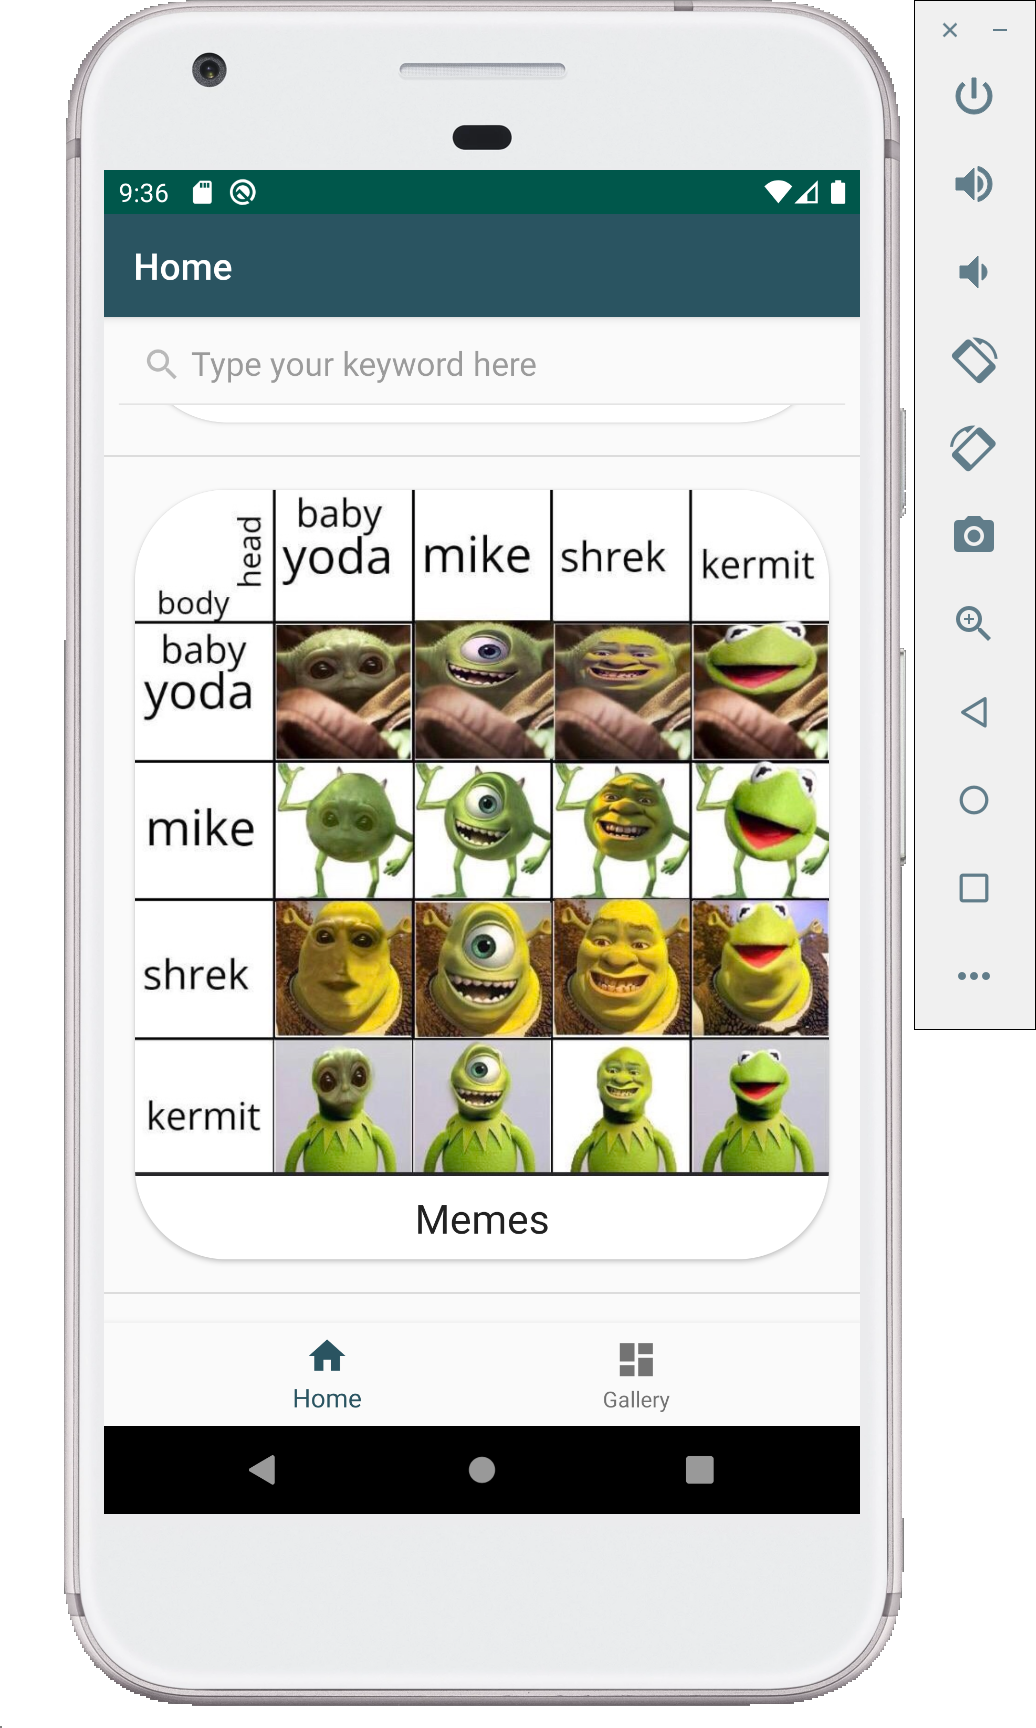 9:36
Home
Type your keyword here
head
body
baby
yoda
mike
shrek
kermit
baby
yoda
mike
shrek
kermit
Memes
Home
Gallery